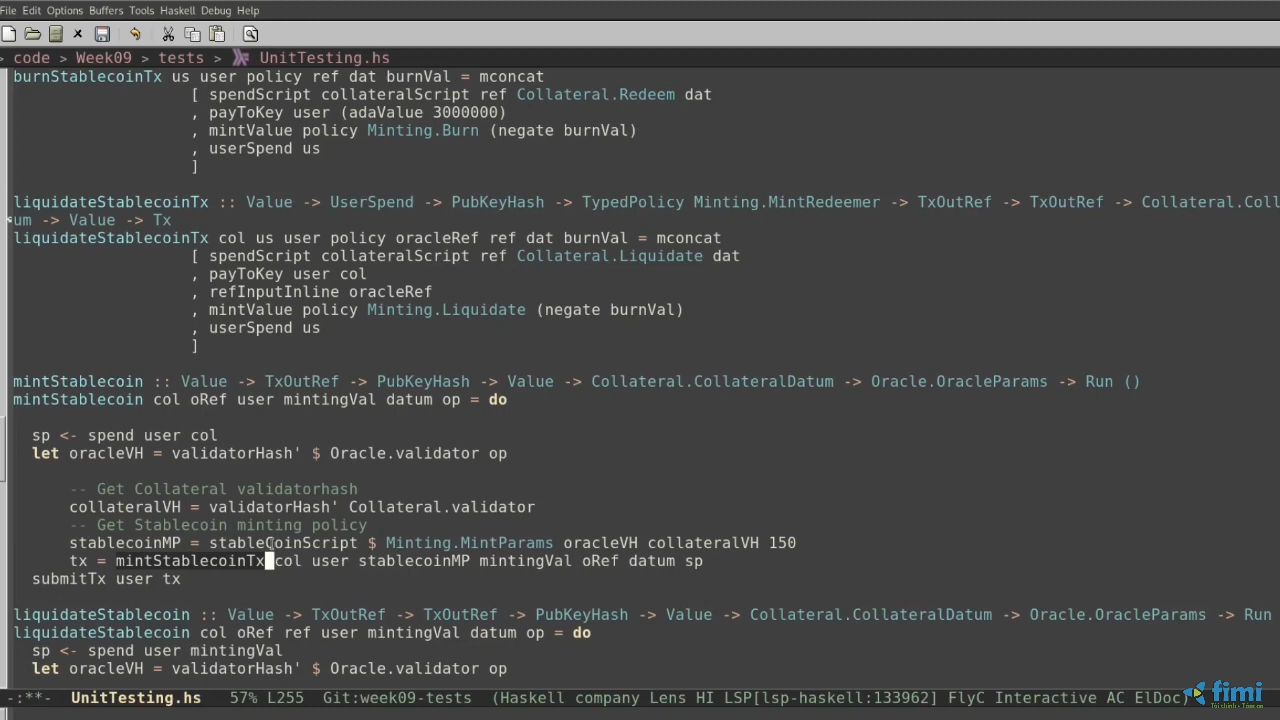 File Edit Options Buffers Tools Haskell Debug Help
> code > Week09 > tests > UnitTesting.hs
burnStablecoinTx us user policy ref dat burnVal = mconcat
[ spendScript collateralScript ref Collateral.Redeem dat
, payToKey user (adaValue 3000000)
, mintValue policy Minting.Burn (negate burnVal)
, userSpend us
]
liquidateStablecoinTx :: Value -> UserSpend -> PubKeyHash -> TypedPolicy Minting.MintRedeemer -> TxOutRef -> TxOutRef -> Collateral.Coll
um -> Value -> Tx
liquidateStablecoinTx col us user policy oracleRef ref dat burnVal = mconcat
[ spendScript collateralScript ref Collateral.Liquidate dat
, payToKey user col
, refInputInline oracleRef
, mintValue policy Minting.Liquidate (negate burnVal)
, userSpend us
]
mintStablecoin :: Value -> TxOutRef -> PubKeyHash -> Value -> Collateral.CollateralDatum -> Oracle.OracleParams -> Run ()
mintStablecoin col oRef user mintingVal datum op = do
sp <- spend user col
let oracleVH = validatorHash' $ Oracle.validator op
-- Get Collateral validatorhash
collateralVH = validatorHash' Collateral.validator
-- Get Stablecoin minting policy
stablecoinMP = stableCoinScript $ Minting.MintParams oracleVH collateralVH 150
tx = mintStablecoinTx col user stablecoinMP mintingVal oRef datum sp
submitTx user tx
liquidateStablecoin :: Value -> TxOutRef -> TxOutRef -> PubKeyHash -> Value -> Collateral.CollateralDatum -> Oracle.OracleParams -> Run
liquidateStablecoin col oRef ref user mintingVal datum op = do
sp <- spend user mintingVal
let oracleVH = validatorHash' $ Oracle.validator op
-:**- UnitTesting.hs 57% L255 Git:week09-tests (Haskell company Lens HI LSP[lsp-haskell:133962] FlyC Interactive AC ElDoc)
fimi